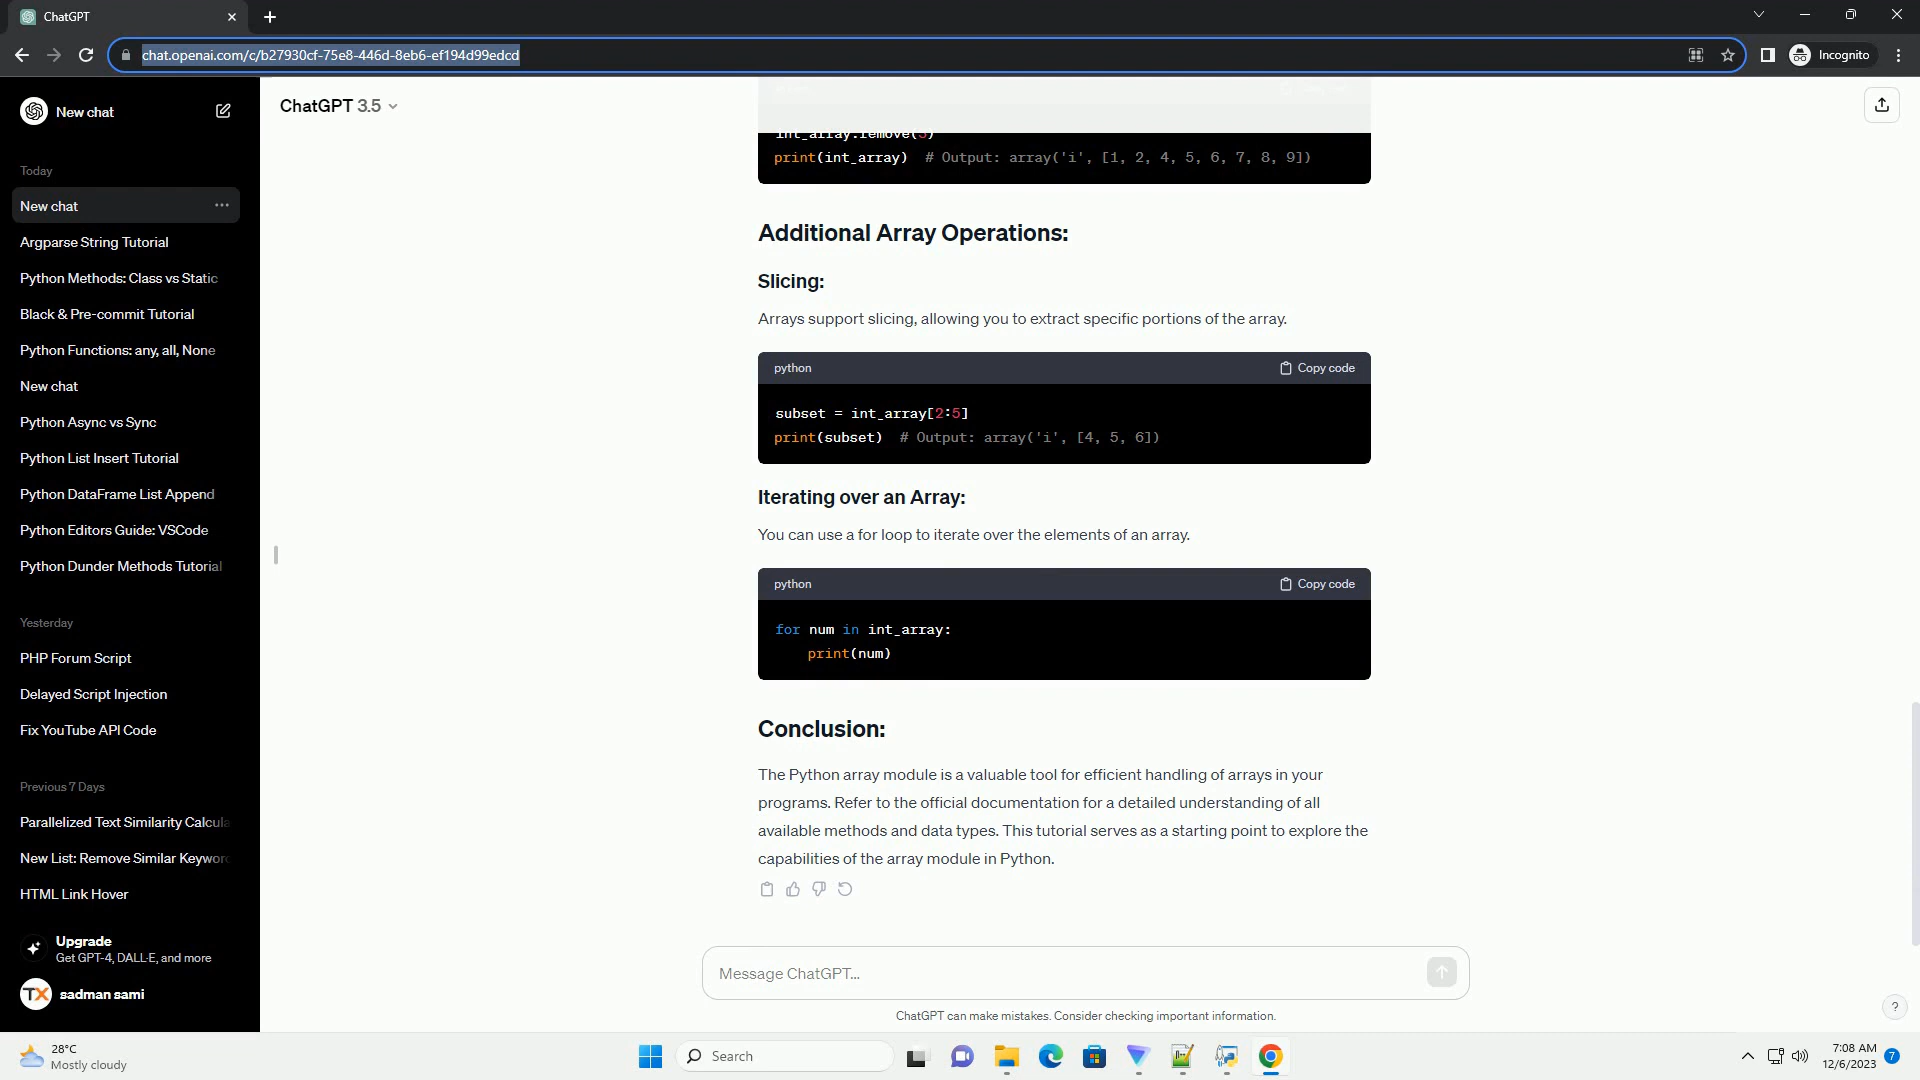 ChatGPT
chat.openai.com/c/b27930cf-75e8-446d-8eb6-ef194d99edcd
Incognito
New chat
Today
New chat
Argparse String Tutorial
Python Methods: Class vs Static
Black & Pre-commit Tutorial
Python Functions: any, all, None
New chat
Python Async vs Sync
Python List Insert Tutorial
Python DataFrame List Append
Python Editors Guide: VSCode
Python Dunder Methods Tutorial
Yesterday
PHP Forum Script
Delayed Script Injection
Fix YouTube API Code
Previous 7 Days
Parallelized Text Similarity Calcula
New List: Remove Similar Keyword
HTML Link Hover
Upgrade
Get GPT-4, DALL·E, and more
TX sadman sami
ChatGPT 3.5
int_array.remove(3)
print(int_array)  # Output: array('i', [1, 2, 4, 5, 6, 7, 8, 9])
Additional Array Operations:
Slicing:
Arrays support slicing, allowing you to extract specific portions of the array.
python Copy code
subset = int_array[2:5]
print(subset)  # Output: array('i', [4, 5, 6])
Iterating over an Array:
You can use a for loop to iterate over the elements of an array.
python Copy code
for num in int_array:
    print(num)
Conclusion:
The Python array module is a valuable tool for efficient handling of arrays in your
programs. Refer to the official documentation for a detailed understanding of all
available methods and data types. This tutorial serves as a starting point to explore the
capabilities of the array module in Python.
Message ChatGPT...
ChatGPT can make mistakes. Consider checking important information.
?
28°C
Mostly cloudy
Search
7:08 AM
12/6/2023
7